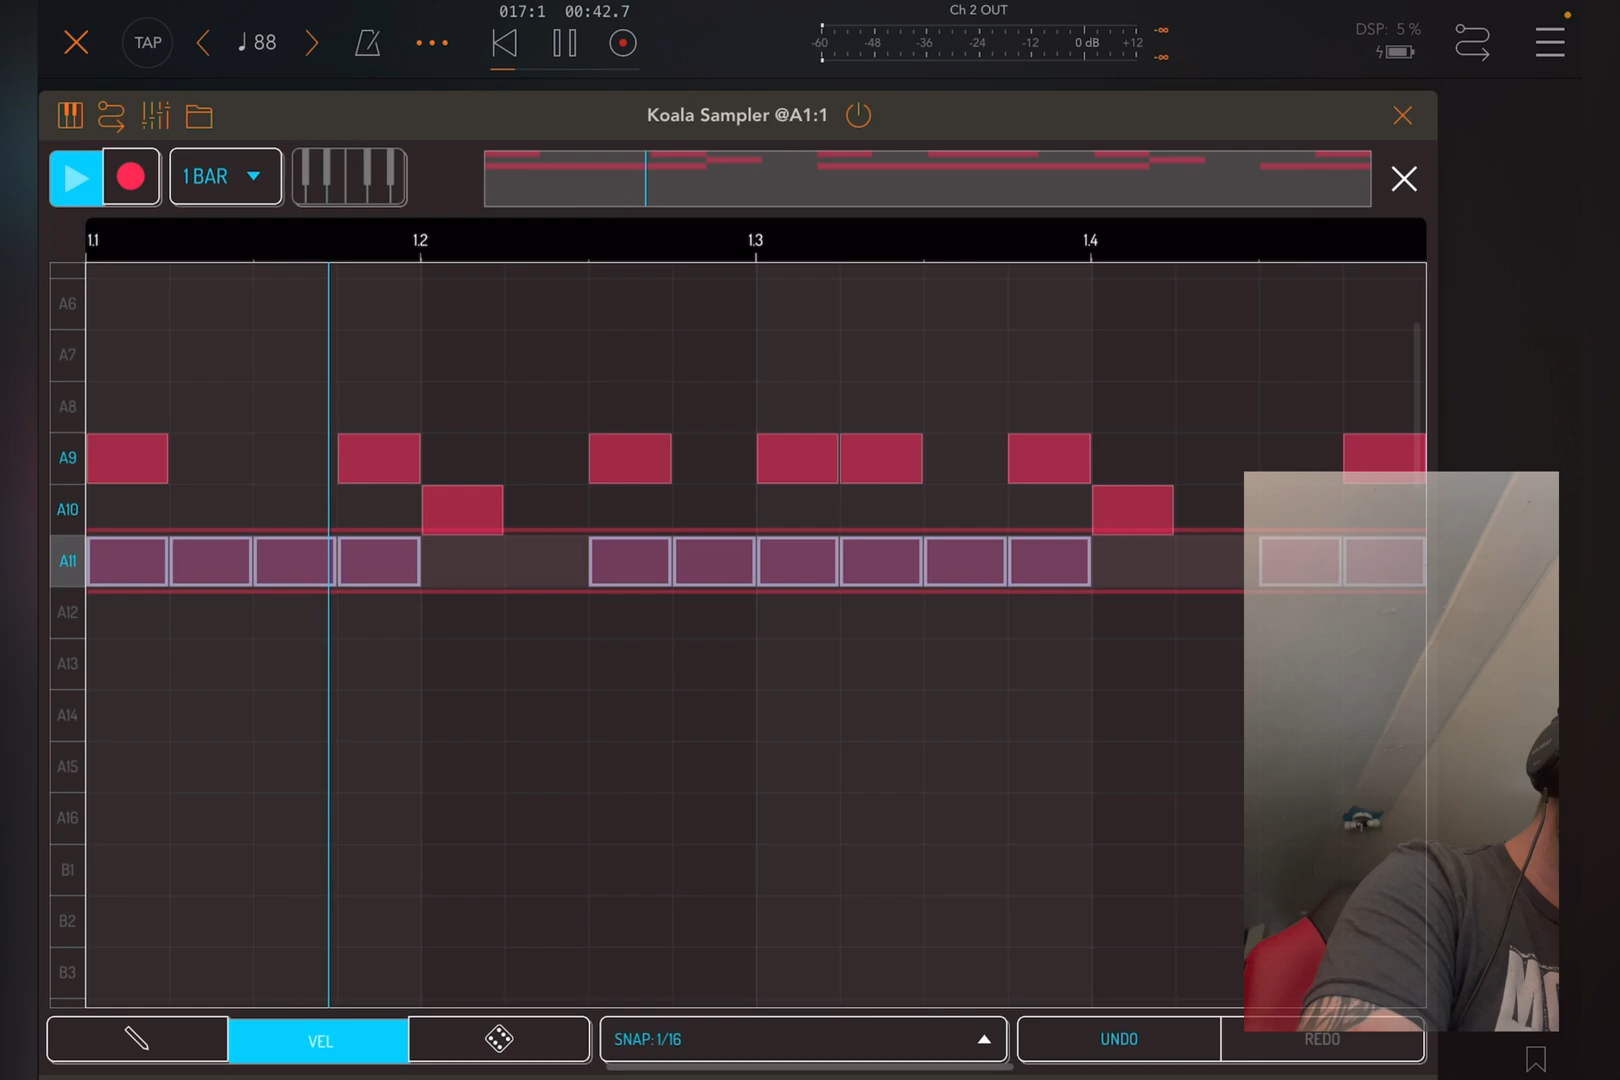 017:1 00:42.7
Ch 2 OUT
TAP
♩ 88
-60 -48 -36 -24 -12 0 dB +12
-∞
-∞
DSP: 5 %
Koala Sampler @A1:1
1 BAR
1.1 1.2 1.3 1.4
A6
A7
A8
A9
A10
A11
A12
A13
A14
A15
A16
B1
B2
B3
VEL
SNAP: 1/16
UNDO
REDO